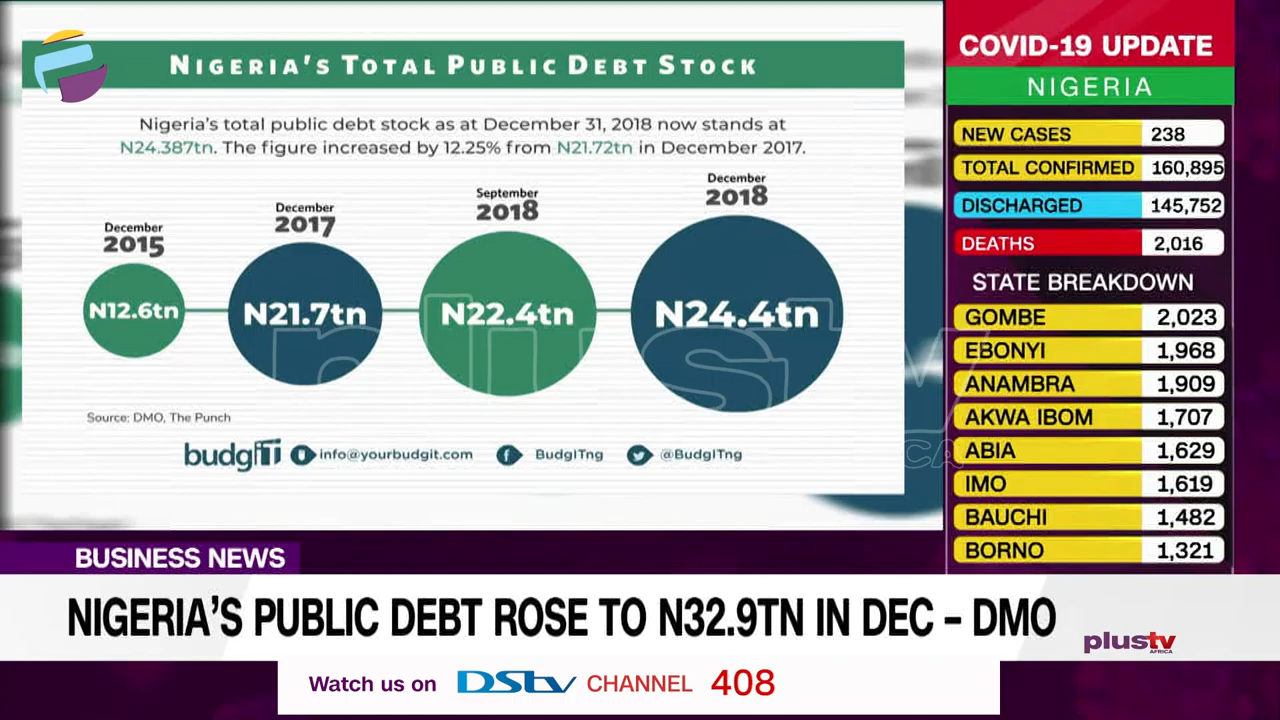 NIGERIA'S TOTAL PUBLIC DEBT STOCK
Nigeria's total public debt stock as at December 31, 2018 now stands at
N24.387tn. The figure increased by 12.25% from N21.72tn in December 2017.
December
2015
N12.6tn
December
2017
N21.7tn
September
2018
N22.4tn
December
2018
N24.4tn
Source: DMO, The Punch
budgIT
info@yourbudgit.com
BudgITng
@BudgITng
plus tv
AFRICA
COVID-19 UPDATE
NIGERIA
NEW CASES 238
TOTAL CONFIRMED 160,895
DISCHARGED 145,752
DEATHS 2,016
STATE BREAKDOWN
GOMBE 2,023
EBONYI 1,968
ANAMBRA 1,909
AKWA IBOM 1,707
ABIA 1,629
IMO 1,619
BAUCHI 1,482
BORNO 1,321
BUSINESS NEWS
NIGERIA'S PUBLIC DEBT ROSE TO N32.9TN IN DEC – DMO
plustv
AFRICA
Watch us on DStv CHANNEL 408